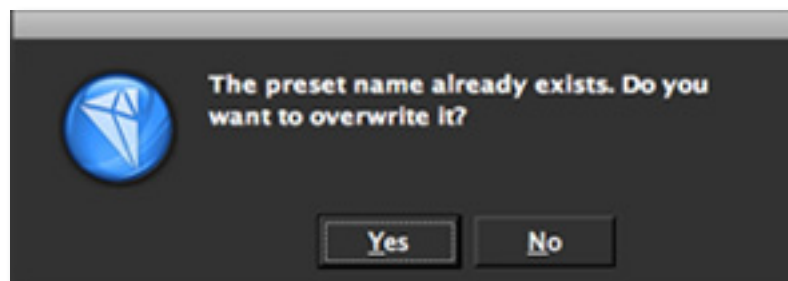 The preset name already exists. Do you
want to overwrite it?
Yes
No